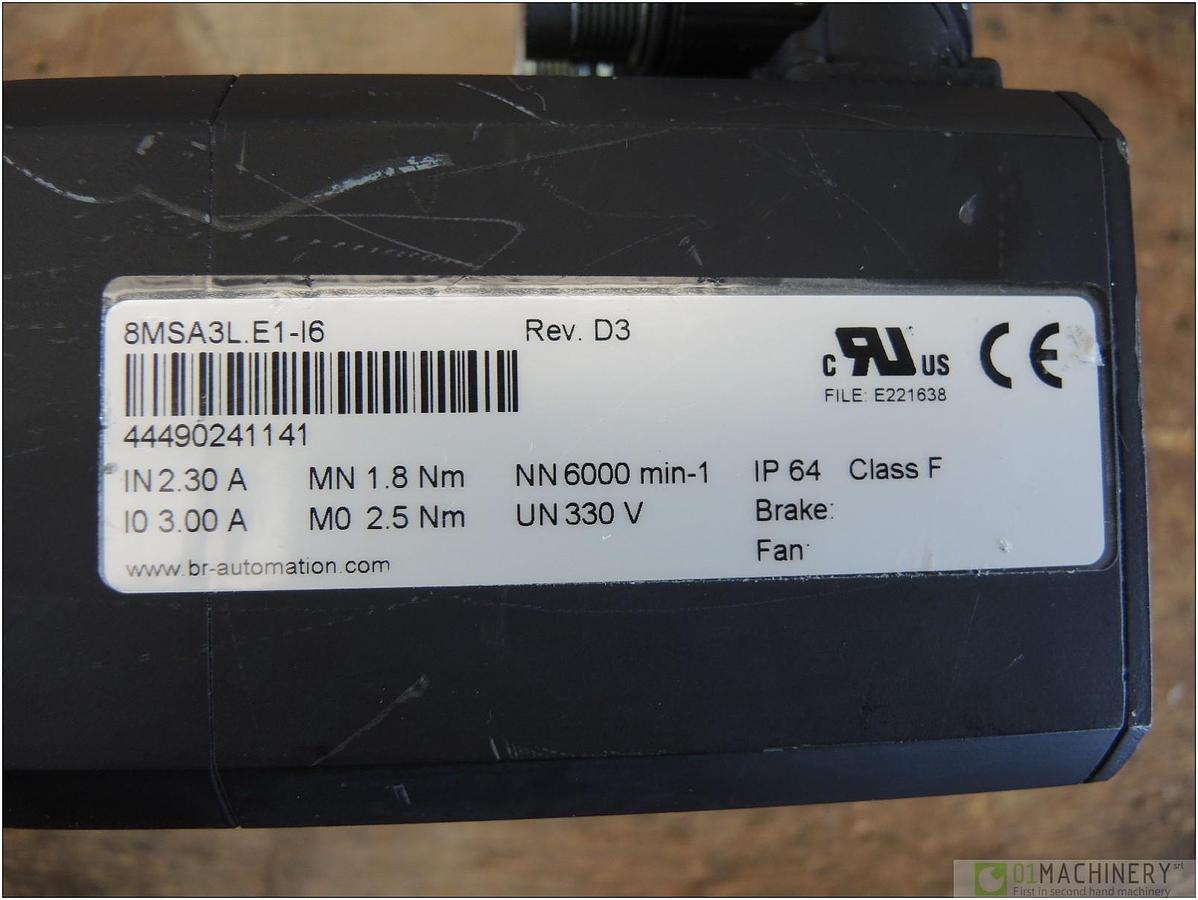 8MSA3L.E1-I6 Rev. D3
c RU US CE
FILE: E221638
44490241141
IN 2.30 A MN 1.8 Nm NN 6000 min-1 IP 64 Class F
I0 3.00 A M0 2.5 Nm UN 330 V Brake:
Fan:
www.br-automation.com
01MACHINERY srl
First in second hand machinery